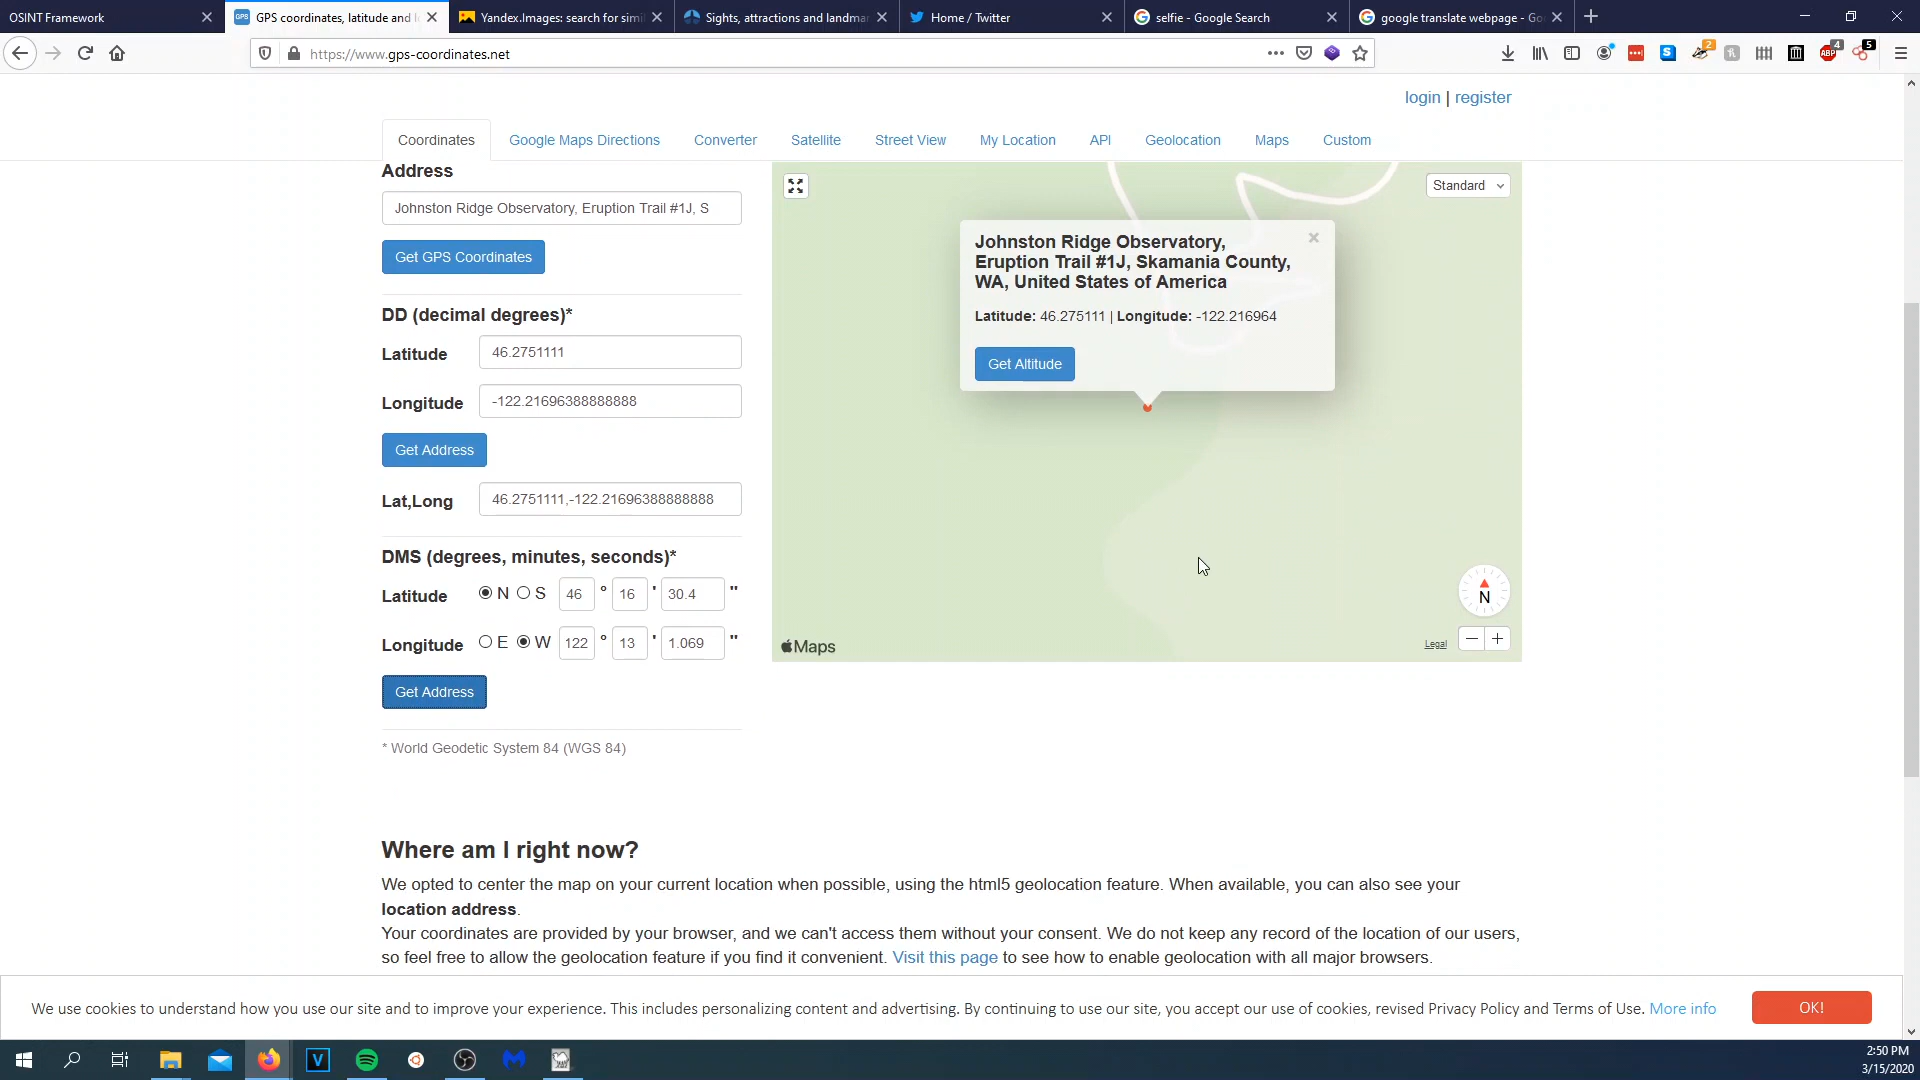 OSINT Framework
GPS coordinates, latitude and l
Yandex.Images: search for simi
Sights, attractions and landma
Home / Twitter
selfie - Google Search
google translate webpage - Go
https://www.gps-coordinates.net
login | register
Coordinates
Google Maps Directions
Converter
Satellite
Street View
My Location
API
Geolocation
Maps
Custom
Address
Johnston Ridge Observatory, Eruption Trail #1J, S
Get GPS Coordinates
DD (decimal degrees)*
Latitude 46.2751111
Longitude -122.21696388888888
Get Address
Lat,Long 46.2751111,-122.21696388888888
DMS (degrees, minutes, seconds)*
Latitude N S 46 ° 16 ' 30.4 "
Longitude E W 122 ° 13 ' 1.069 "
Get Address
* World Geodetic System 84 (WGS 84)
Standard
Johnston Ridge Observatory,
Eruption Trail #1J, Skamania County,
WA, United States of America
Latitude: 46.275111 | Longitude: -122.216964
Get Altitude
N
Maps
Legal
Where am I right now?
We opted to center the map on your current location when possible, using the html5 geolocation feature. When available, you can also see your
location address.
Your coordinates are provided by your browser, and we can't access them without your consent. We do not keep any record of the location of our users,
so feel free to allow the geolocation feature if you find it convenient. Visit this page to see how to enable geolocation with all major browsers.
We use cookies to understand how you use our site and to improve your experience. This includes personalizing content and advertising. By continuing to use our site, you accept our use of cookies, revised Privacy Policy and Terms of Use. More info
OK!
2:50 PM
3/15/2020